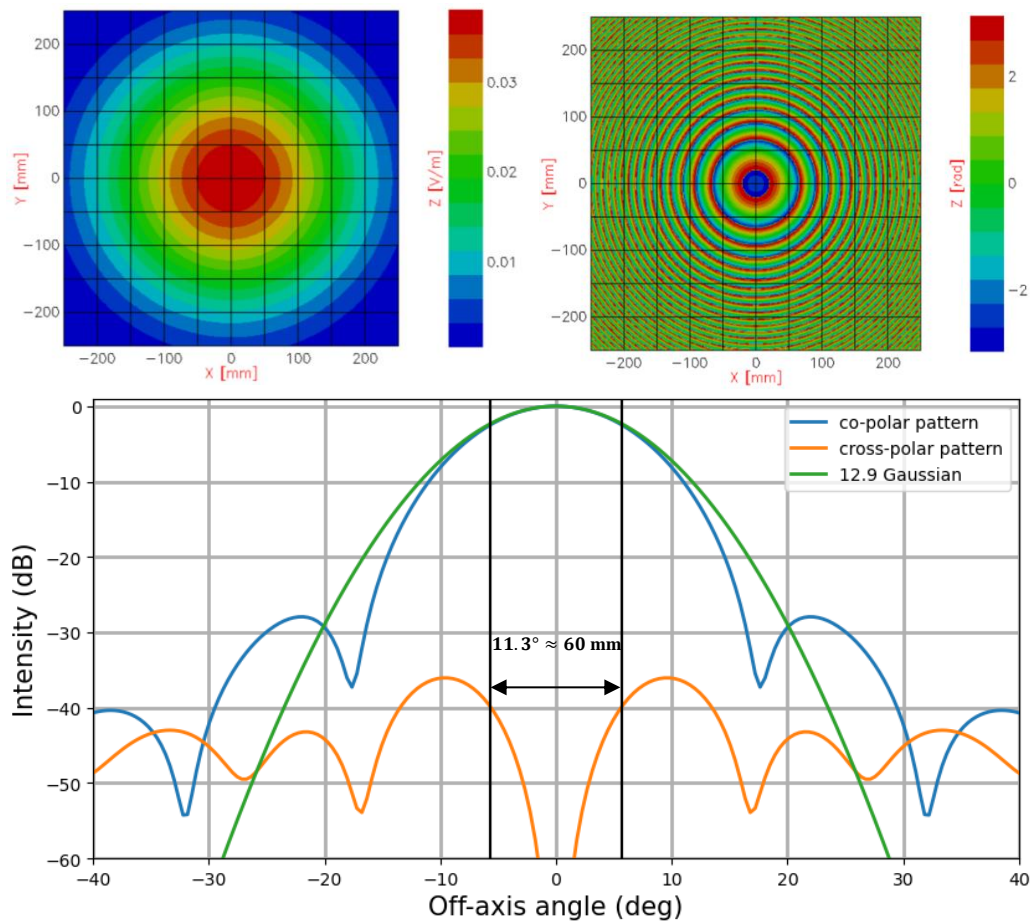 200
100
0
-100
-200
Y [mm]
-200 -100 0 100 200
X [mm]
0.03
0.02
0.01
Z [V/m]
200
100
0
-100
-200
Y [mm]
-200 -100 0 100 200
X [mm]
2
0
−2
Z [rad]
0
−10
−20
−30
−40
−50
−60
Intensity (dB)
co-polar pattern
cross-polar pattern
12.9 Gaussian
11.3° ≈ 60 mm
−40 −30 −20 −10 0 10 20 30 40
Off-axis angle (deg)